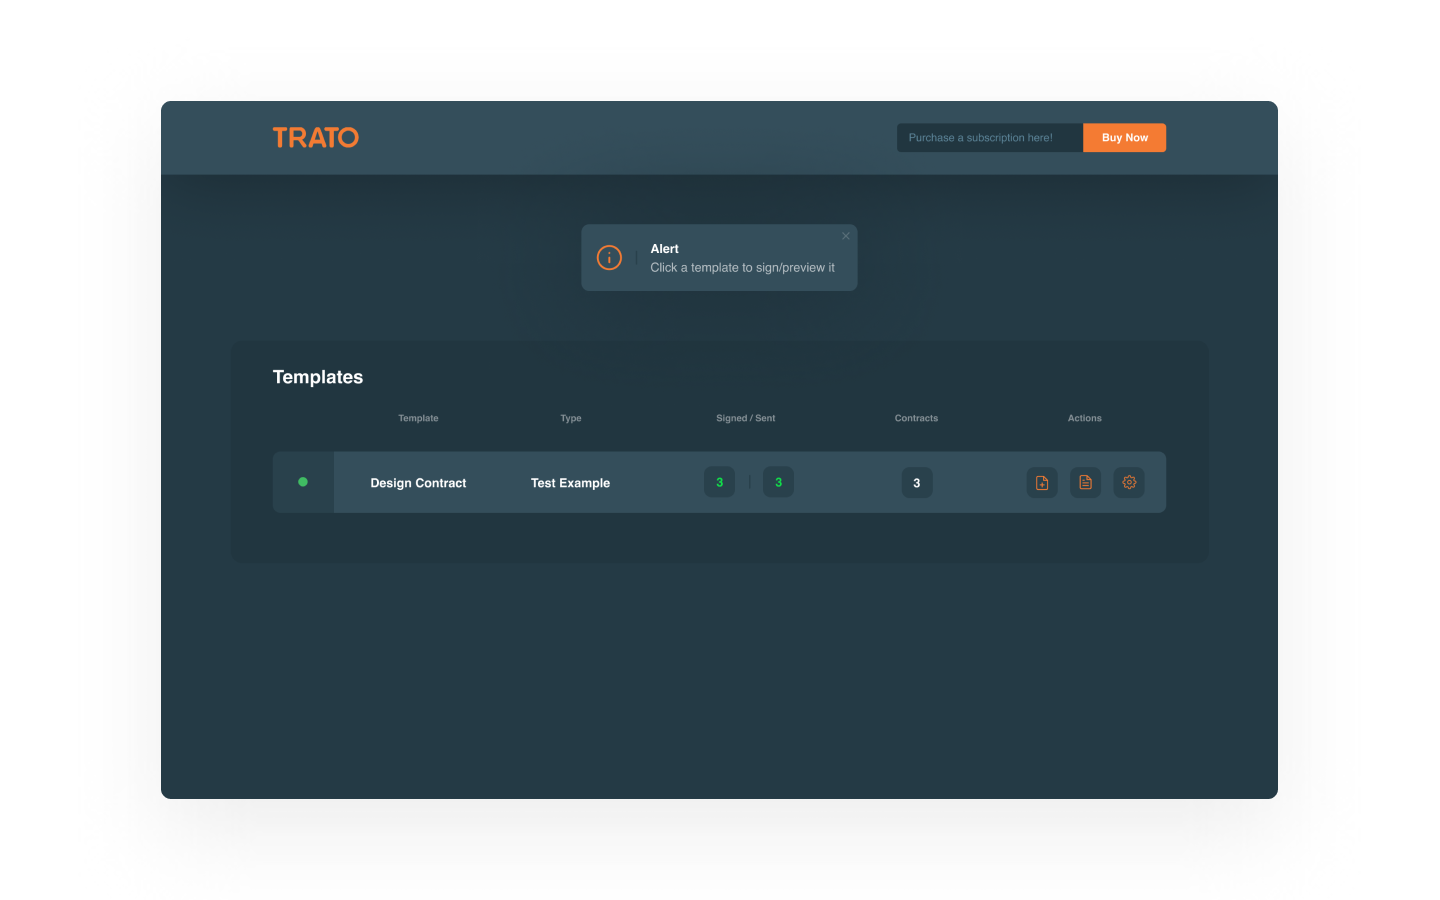 TRATO
Purchase a subscription here!
Buy Now
Alert
Click a template to sign/preview it
Templates
Template Type Signed / Sent Contracts Actions
Design Contract Test Example 3 | 3 3